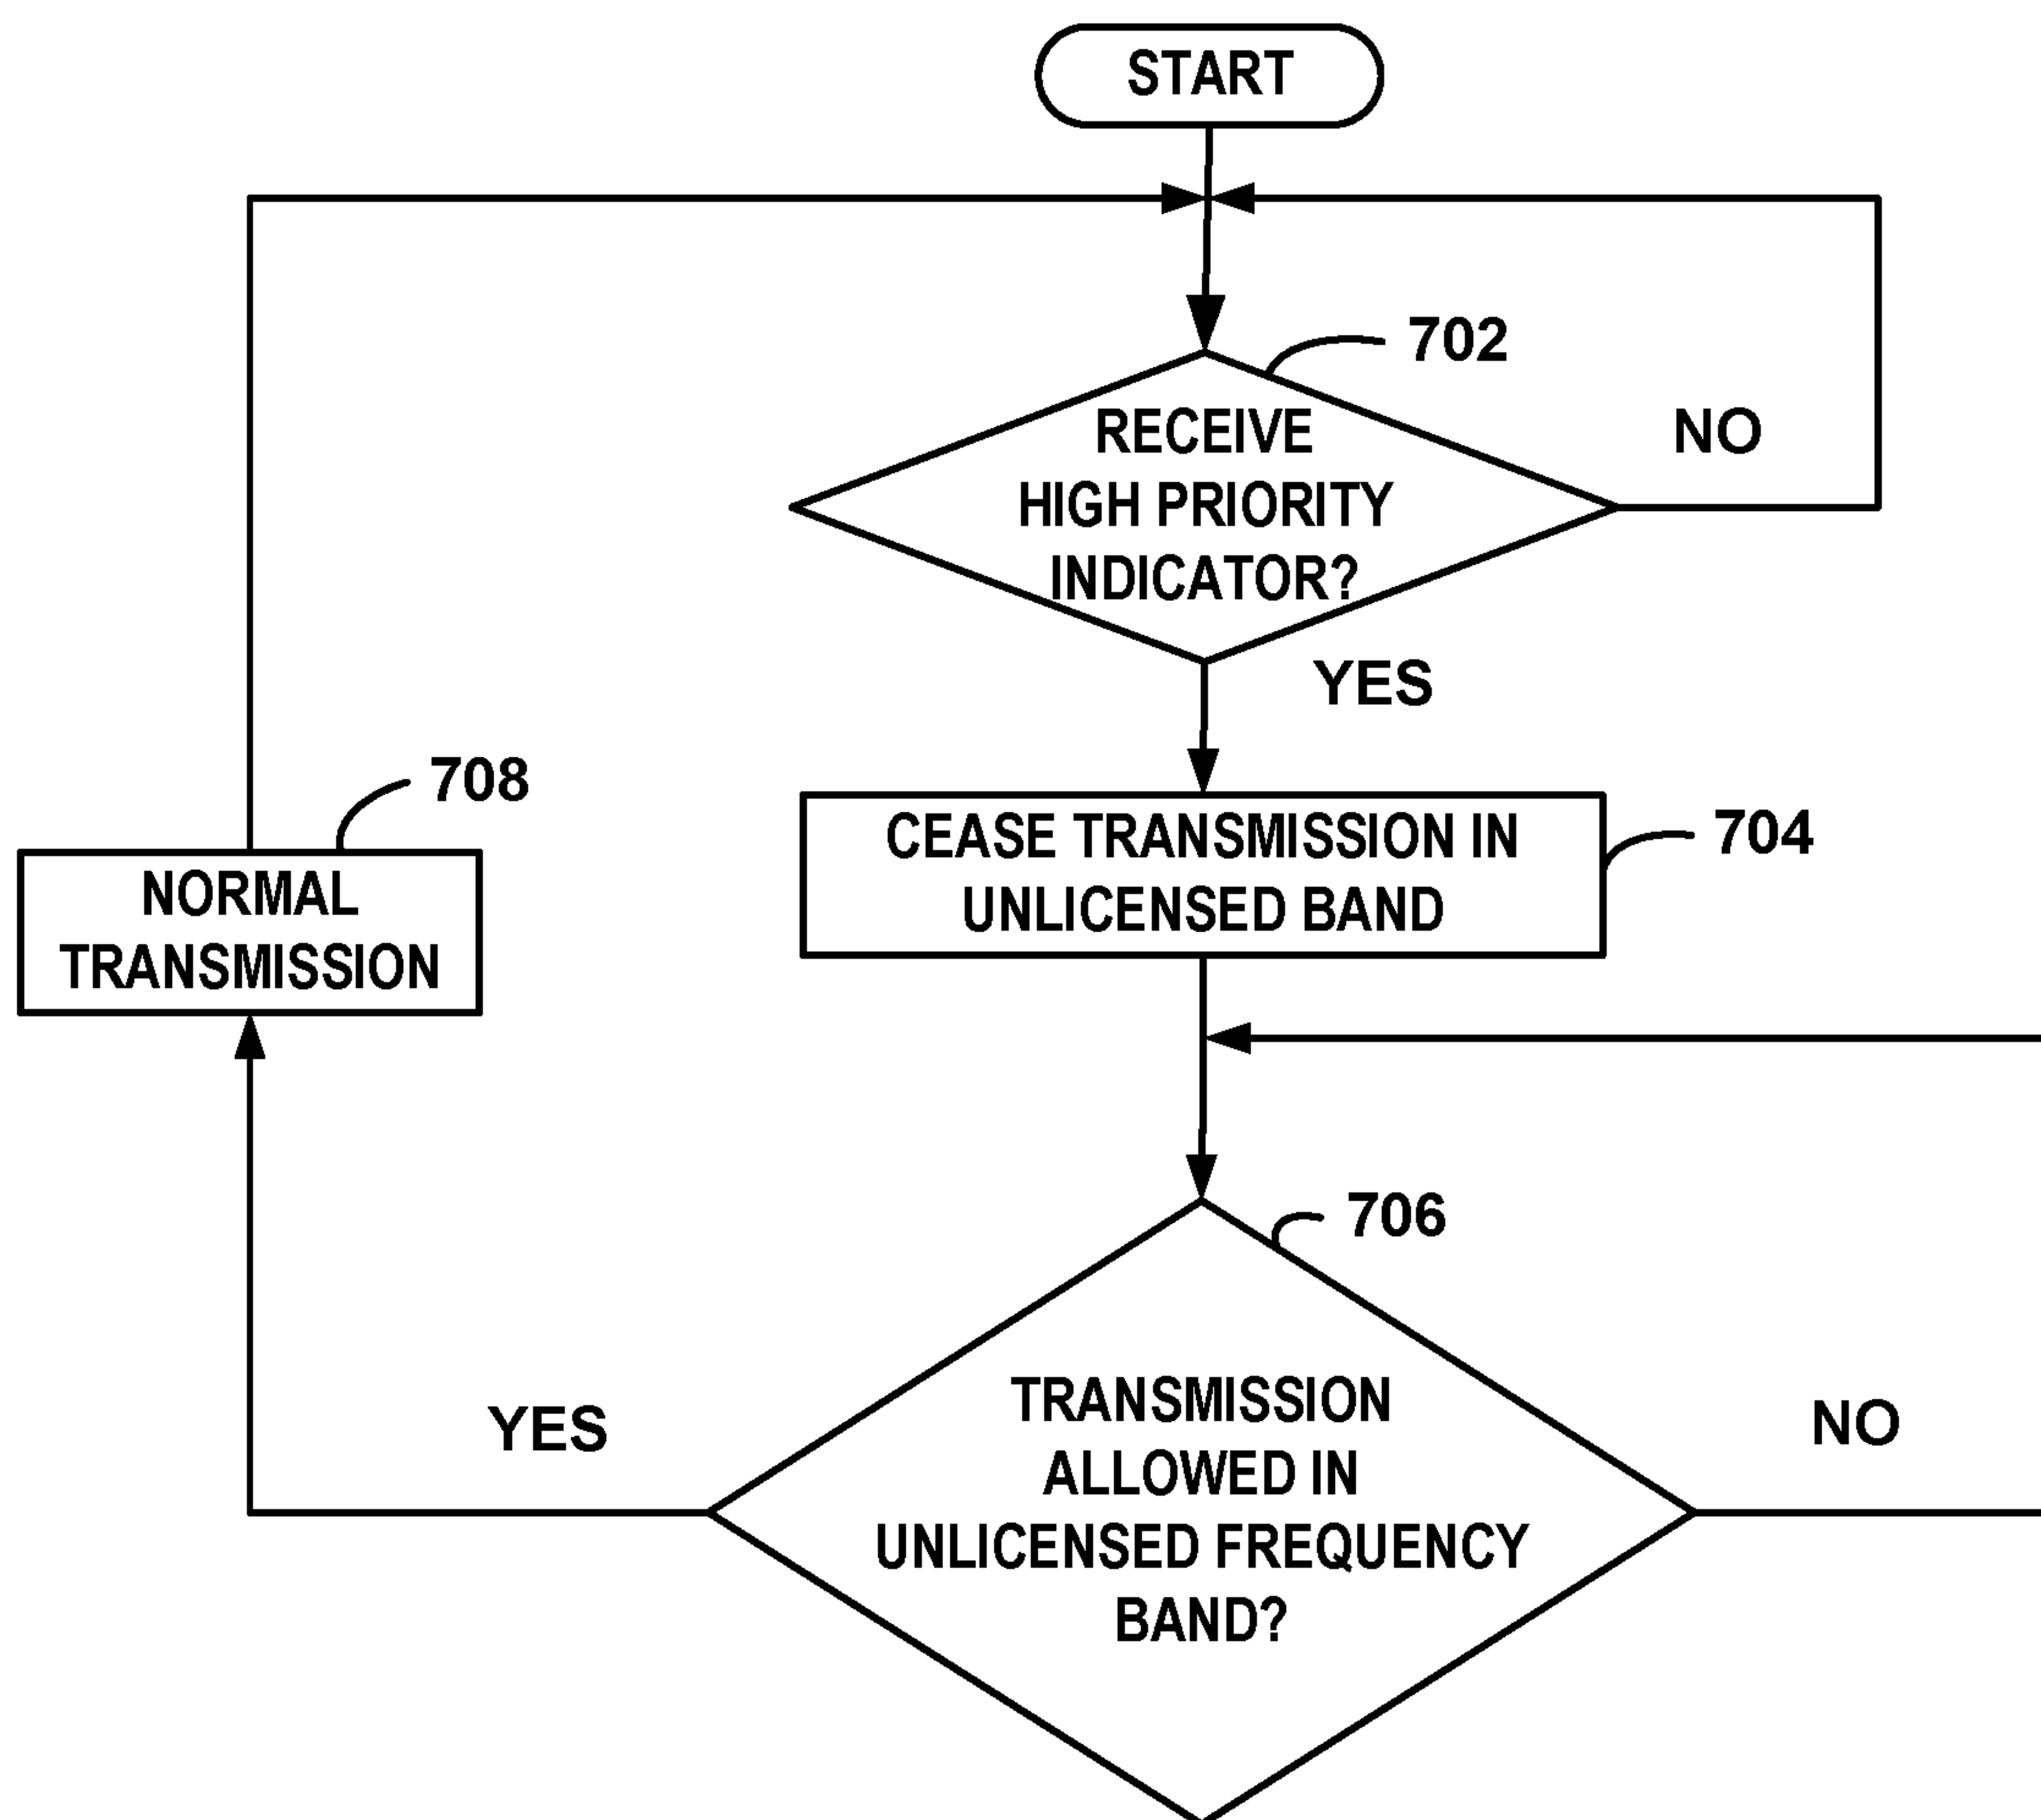 START
702
RECEIVE
HIGH PRIORITY
INDICATOR?
NO
YES
708
NORMAL
TRANSMISSION
CEASE TRANSMISSION IN
UNLICENSED BAND
704
706
TRANSMISSION
ALLOWED IN
UNLICENSED FREQUENCY
BAND?
YES
NO